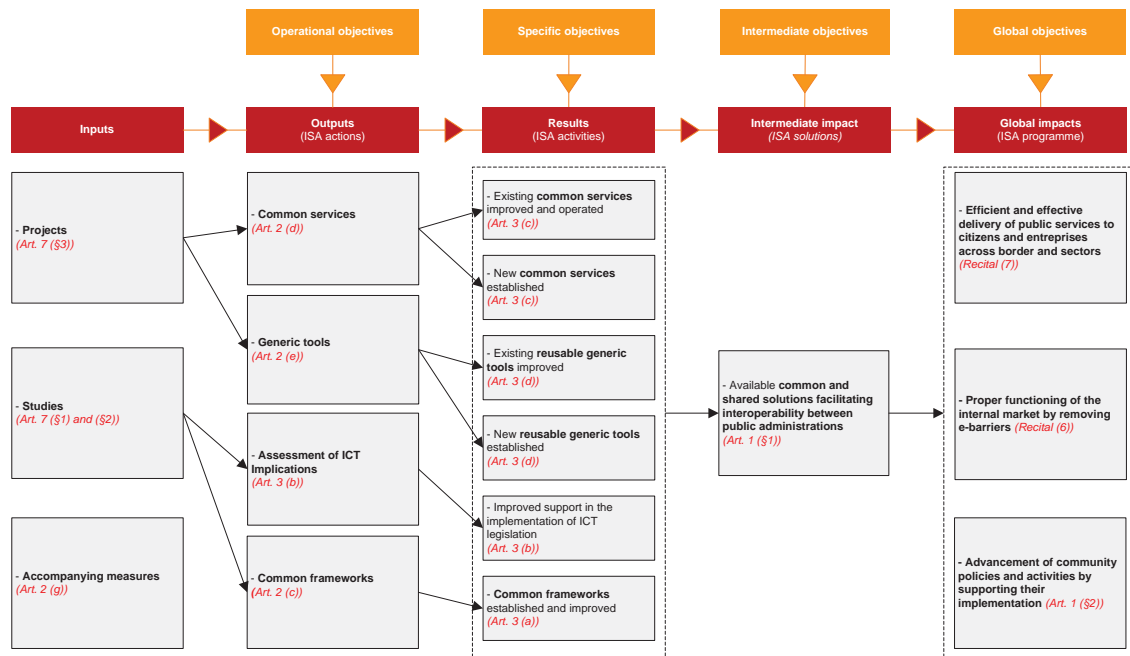 Operational objectives
Specific objectives
Intermediate objectives
Global objectives
Inputs
Outputs
(ISA actions)
Results
(ISA activities)
Intermediate impact
(ISA solutions)
Global impacts
(ISA programme)
- Projects
(Art. 7 (§3))
- Studies
(Art. 7 (§1) and (§2))
- Accompanying measures
(Art. 2 (g))
- Common services
(Art. 2 (d))
- Generic tools
(Art. 2 (e))
- Assessment of ICT
Implications
(Art. 3 (b))
- Common frameworks
(Art. 2 (c))
- Existing common services
improved and operated
(Art. 3 (c))
- New common services
established
(Art. 3 (c))
- Existing reusable generic
tools improved
(Art. 3 (d))
- New reusable generic tools
established
(Art. 3 (d))
- Improved support in the
implementation of ICT
legislation
(Art. 3 (b))
- Common frameworks
established and improved
(Art. 3 (a))
- Available common and
shared solutions facilitating
interoperability between
public administrations
(Art. 1 (§1))
- Efficient and effective
delivery of public services to
citizens and entreprises
across border and sectors
(Recital (7))
- Proper functioning of the
internal market by removing
e-barriers (Recital (6))
- Advancement of community
policies and activities by
supporting their
implementation (Art. 1 (§2))